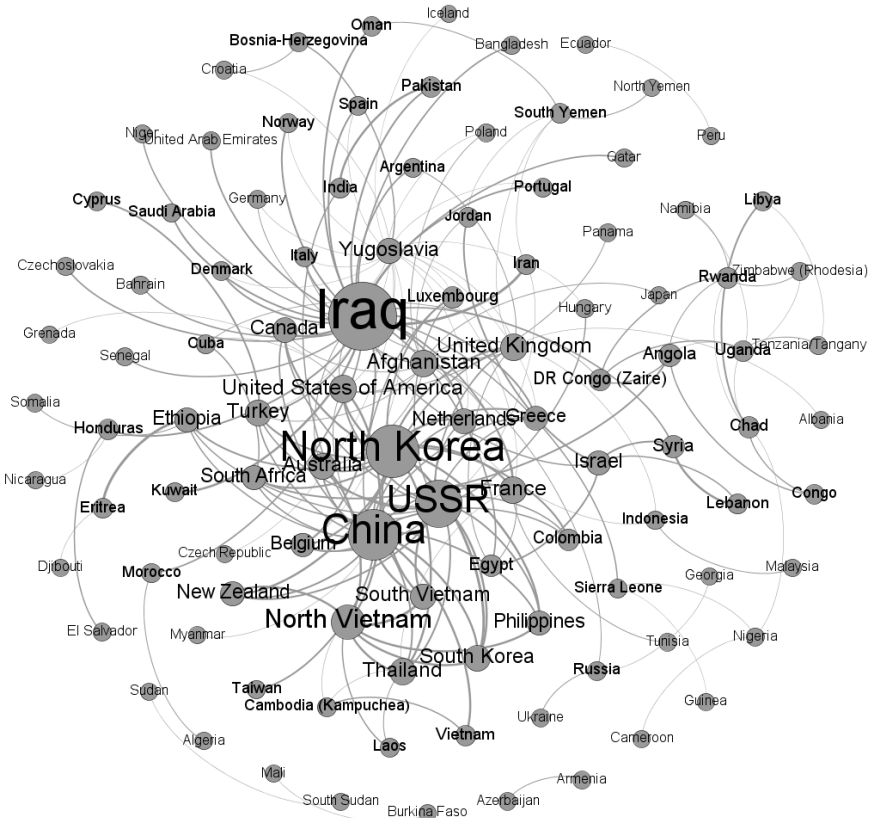 Iceland
Oman
Bosnia-Herzegovina
Bangladesh
Ecuador
Croatia
Pakistan
North Yemen
Spain
South Yemen
Norway
Niger
United Arab Emirates
Poland
Peru
Argentina
Qatar
Germany
India
Portugal
Cyprus
Saudi Arabia
Jordan
Namibia
Libya
Panama
Yugoslavia
Italy
Iran
Czechoslovakia
Denmark
Rwanda
Zimbabwe (Rhodesia)
Bahrain
Luxembourg
Japan
Iraq
Hungary
Grenada
Canada
Cuba
United Kingdom
Senegal
Afghanistan
Angola
Uganda
Tenzania/Tangany
DR Congo (Zaire)
United States of America
Somalia
Honduras
Ethiopia
Turkey
Netherlands
Greece
Albania
Chad
North Korea
Syria
Israel
Nicaragua
South Africa
Australia
Kuwait
USSR
France
Congo
Lebanon
Eritrea
Indonesia
China
Belgium
Colombia
Czech Republic
Djibouti
Morocco
Egypt
Malaysia
Georgia
New Zealand
South Vietnam
Sierra Leone
North Vietnam
Philippines
El Salvador
Myanmar
Nigeria
Tunisia
South Korea
Thailand
Russia
Sudan
Taiwan
Cambodia (Kampuchea)
Guinea
Ukraine
Vietnam
Laos
Algeria
Cameroon
Mali
Armenia
South Sudan
Azerbaijan
Burkina Faso